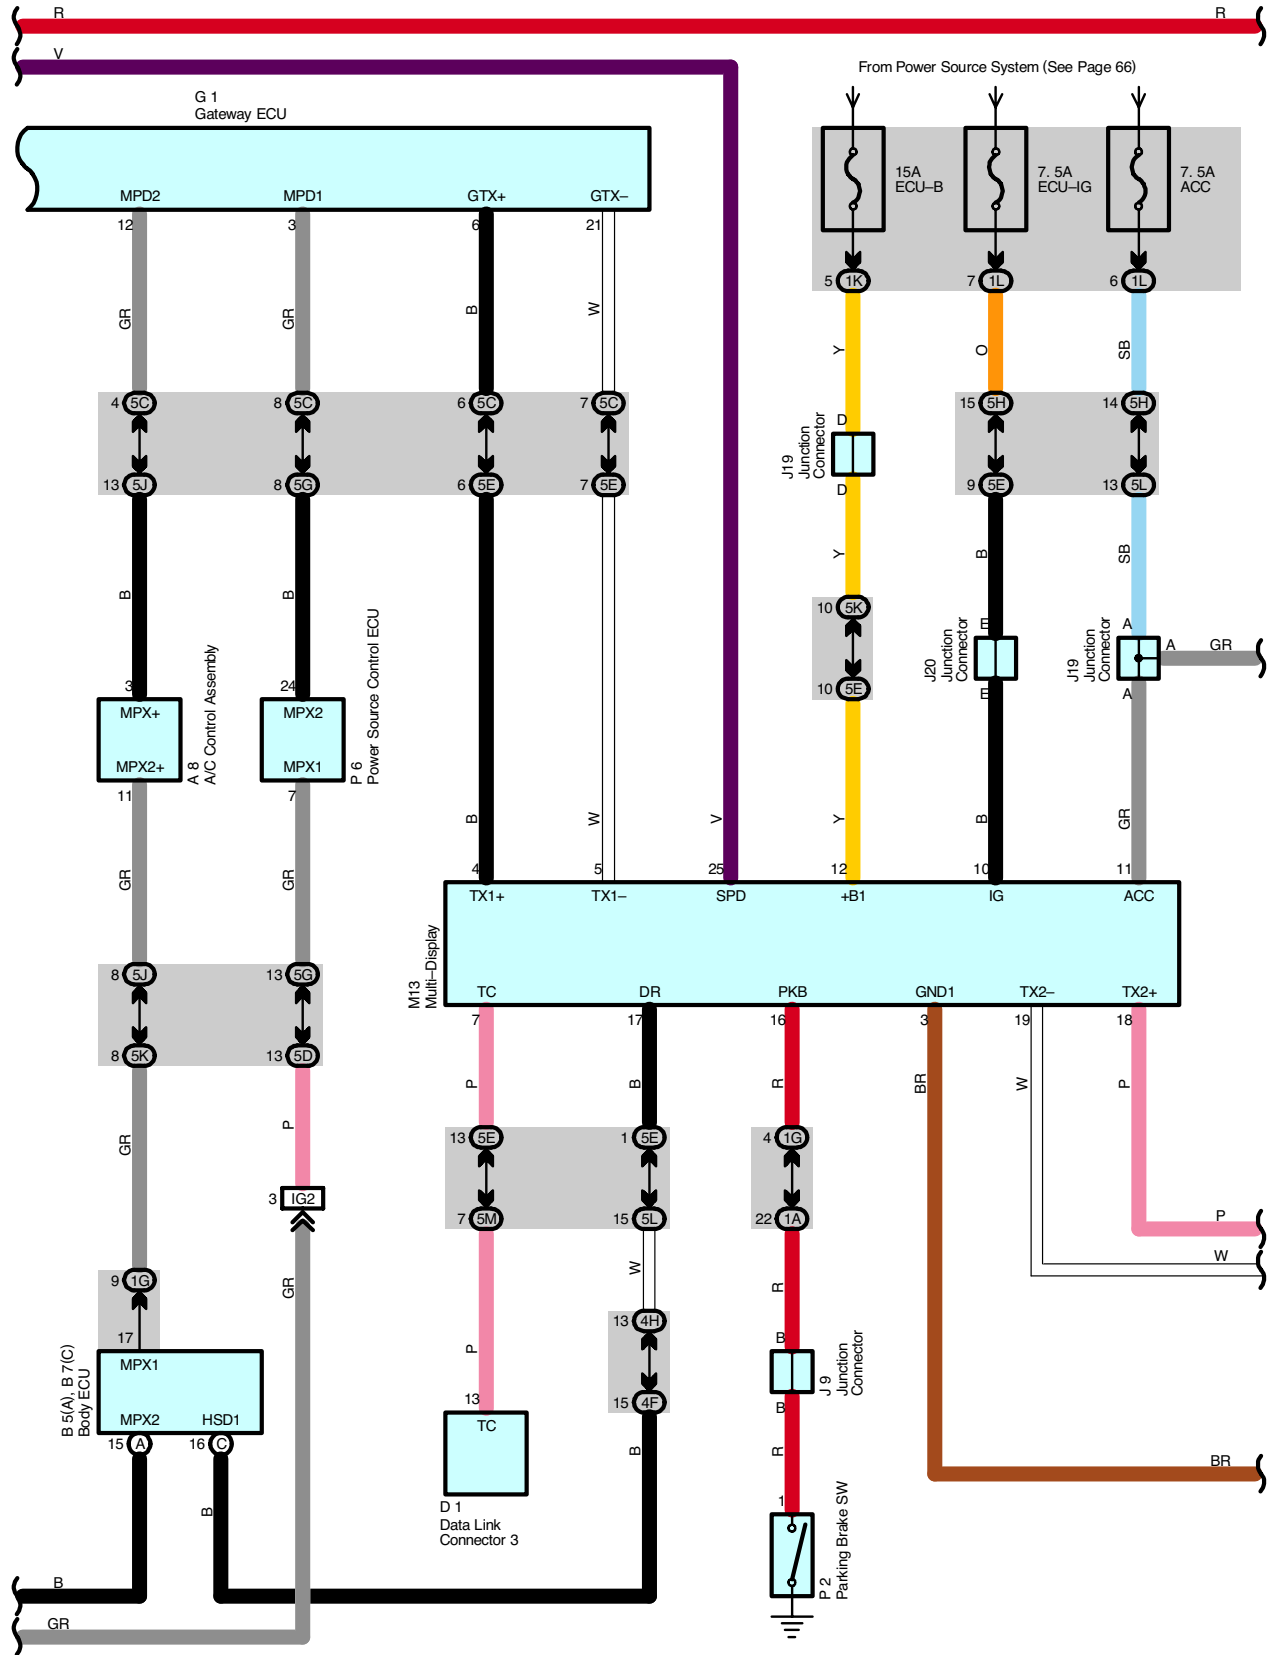 R
R
V
From Power Source System (See Page 66)
G 1
Gateway ECU
MPD2
MPD1
GTX+
GTX–
12
3
6
21
15A
ECU–B
7. 5A
ECU–IG
7. 5A
ACC
5
1K
7
1L
6
1L
GR
GR
B
W
Y
O
SB
4
5C
8
5C
6
5C
7
5C
15
5H
14
5H
D
J19
Junction
Connector
D
13
5J
8
5G
6
5E
7
5E
9
5E
13
5L
B
B
Y
B
SB
10
5K
10
5E
E
J20
Junction
Connector
E
A
J19
Junction
Connector
A
GR
A
3
MPX+
MPX2+
11
A 8
A/C Control Assembly
24
MPX2
MPX1
7
P 6
Power Source Control ECU
GR
GR
B
W
V
Y
B
GR
4
5
25
12
10
11
TX1+
TX1–
SPD
+B1
IG
ACC
M13
Multi–Display
TC
DR
PKB
GND1
TX2–
TX2+
7
17
16
3
19
18
8
5J
13
5G
8
5K
13
5D
GR
P
P
B
R
BR
W
P
13
5E
1
5E
4
1G
7
5M
15
5L
22
1A
3
IG2
P
W
9
1G
17
GR
W
R
13
4H
15
4F
B
J 9
Junction
Connector
B
B 5(A), B 7(C)
Body ECU
MPX1
MPX2
HSD1
15
A
16
C
P
13
TC
D 1
Data Link
Connector 3
B
B
R
1
P 2
Parking Brake SW
BR
B
GR